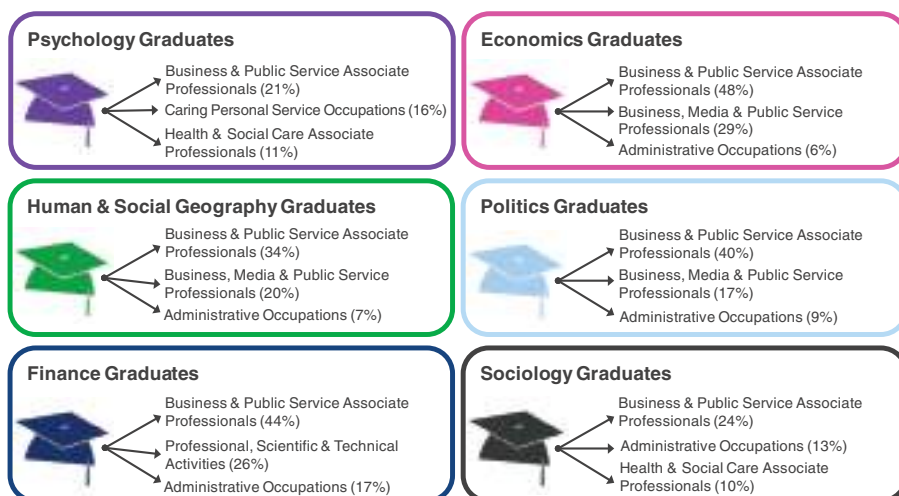 Psychology Graduates
Business & Public Service Associate
Professionals (21%)
Caring Personal Service Occupations (16%)
Health & Social Care Associate
Professionals (11%)
Economics Graduates
Business & Public Service Associate
Professionals (48%)
Business, Media & Public Service
Professionals (29%)
Administrative Occupations (6%)
Human & Social Geography Graduates
Business & Public Service Associate
Professionals (34%)
Business, Media & Public Service
Professionals (20%)
Administrative Occupations (7%)
Politics Graduates
Business & Public Service Associate
Professionals (40%)
Business, Media & Public Service
Professionals (17%)
Administrative Occupations (9%)
Finance Graduates
Business & Public Service Associate
Professionals (44%)
Professional, Scientific & Technical
Activities (26%)
Administrative Occupations (17%)
Sociology Graduates
Business & Public Service Associate
Professionals (24%)
Administrative Occupations (13%)
Health & Social Care Associate
Professionals (10%)